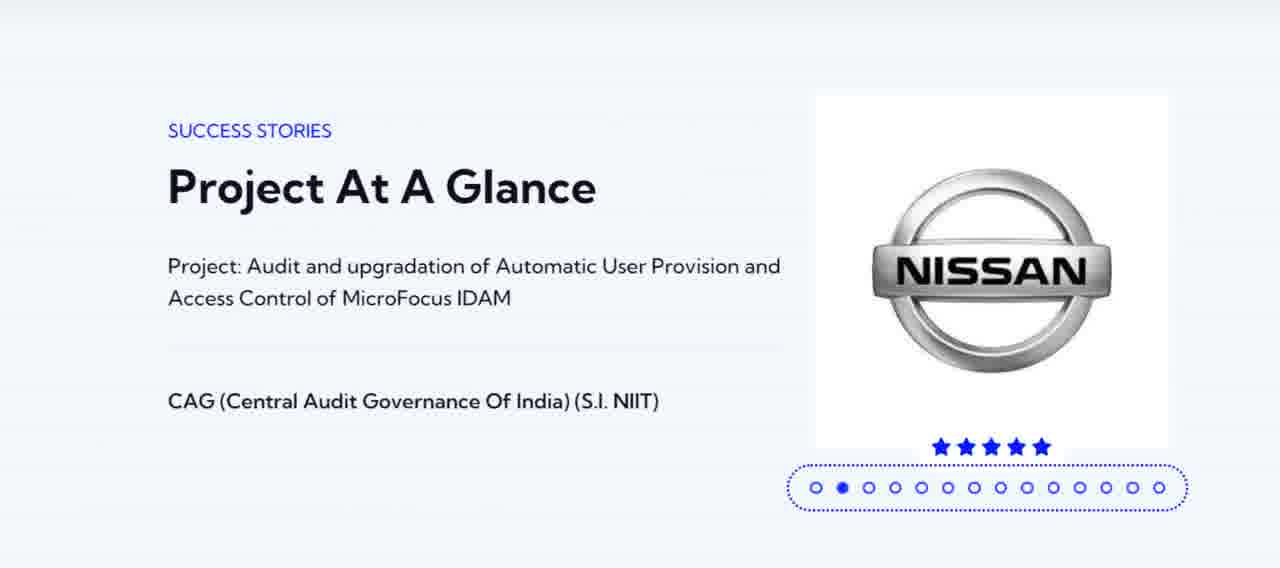 SUCCESS STORIES
Project At A Glance
Project: Audit and upgradation of Automatic User Provision and
Access Control of MicroFocus IDAM
CAG (Central Audit Governance Of India) (S.I. NIIT)
NISSAN